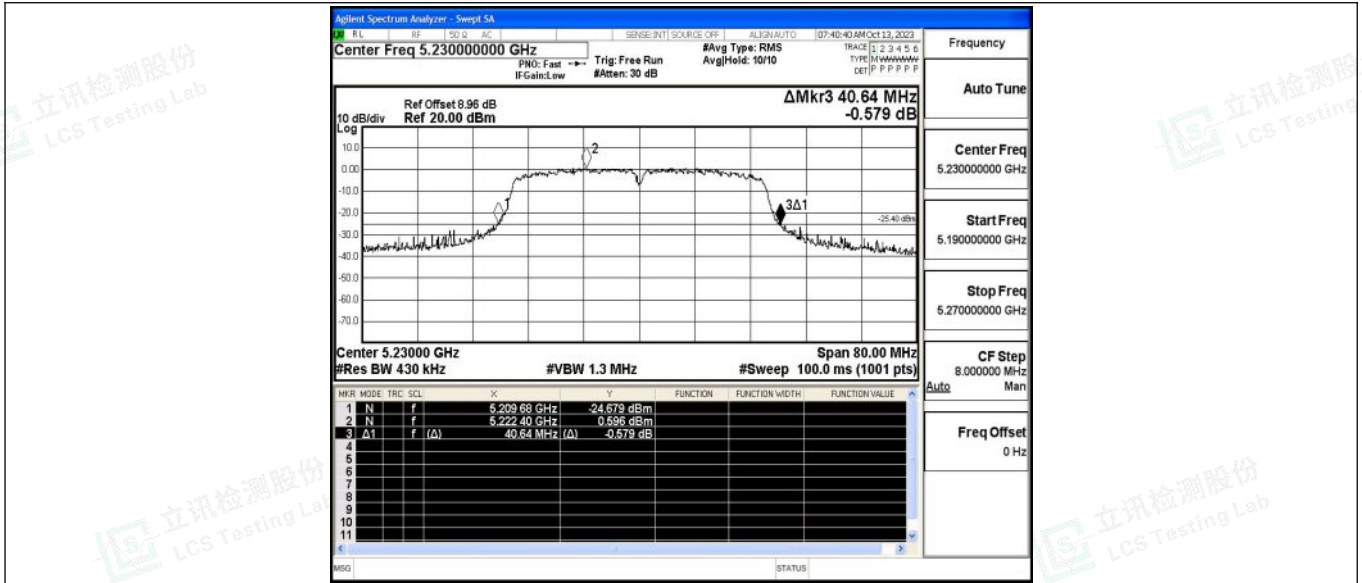 Agilent Spectrum Analyzer - Swept SA
RL RF 50 Ω AC SENSE:INT SOURCE OFF ALIGN AUTO 07:40:40 AM Oct 13, 2023
Center Freq 5.230000000 GHz
PNO: Fast
IFGain:Low
Trig: Free Run
#Atten: 30 dB
#Avg Type: RMS
Avg|Hold: 10/10
TRACE 1 2 3 4 5 6
TYPE MWWWWW
DET P P P P P P
Frequency
Auto Tune
Center Freq
5.230000000 GHz
Start Freq
5.190000000 GHz
Stop Freq
5.270000000 GHz
CF Step
8.000000 MHz
Auto Man
Freq Offset
0 Hz
ΔMkr3 40.64 MHz
-0.579 dB
Ref Offset 8.96 dB
10 dB/div Ref 20.00 dBm
Log
10.0
0.00
-10.0
-20.0
-30.0
-40.0
-50.0
-60.0
-70.0
1
2
3Δ1
-25.40 dBm
Center 5.23000 GHz Span 80.00 MHz
#Res BW 430 kHz #VBW 1.3 MHz #Sweep 100.0 ms (1001 pts)
MKR MODE TRC SCL X Y FUNCTION FUNCTION WIDTH FUNCTION VALUE
1 N f 5.209 68 GHz -24.679 dBm
2 N f 5.222 40 GHz 0.596 dBm
3 Δ1 f (Δ) 40.64 MHz (Δ) -0.579 dB
4
5
6
7
8
9
10
11
MSG STATUS
立讯检测股份
LCS Testing Lab
立讯检测股
LCS Testing
立讯检测股份
LCS Testing Lab
立讯检测股份
LCS Testing Lab